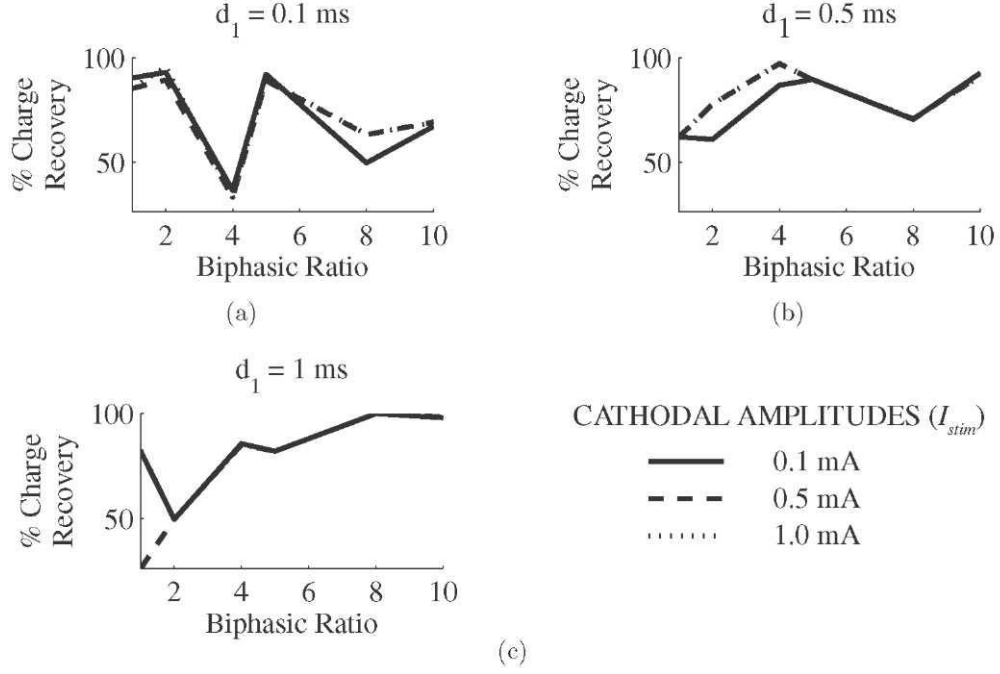 d1 = 0.1 ms
% Charge
Recovery
100
50
2 4 6 8 10
Biphasic Ratio
(a)
d1 = 0.5 ms
% Charge
Recovery
100
50
2 4 6 8 10
Biphasic Ratio
(b)
d1 = 1 ms
% Charge
Recovery
100
50
2 4 6 8 10
Biphasic Ratio
CATHODAL AMPLITUDES (Istim)
0.1 mA
0.5 mA
1.0 mA
(c)